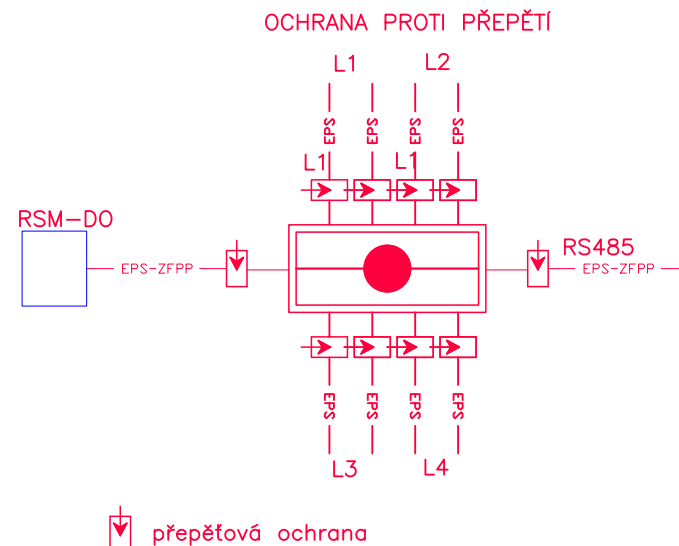 OCHRANA PROTI PŘEPĚTÍ
L1 L2
EPS EPS EPS EPS
L1 L1
RSM-DO
EPS-ZFPP
RS485
EPS-ZFPP
EPS EPS EPS EPS
L3 L4
přepěťová ochrana